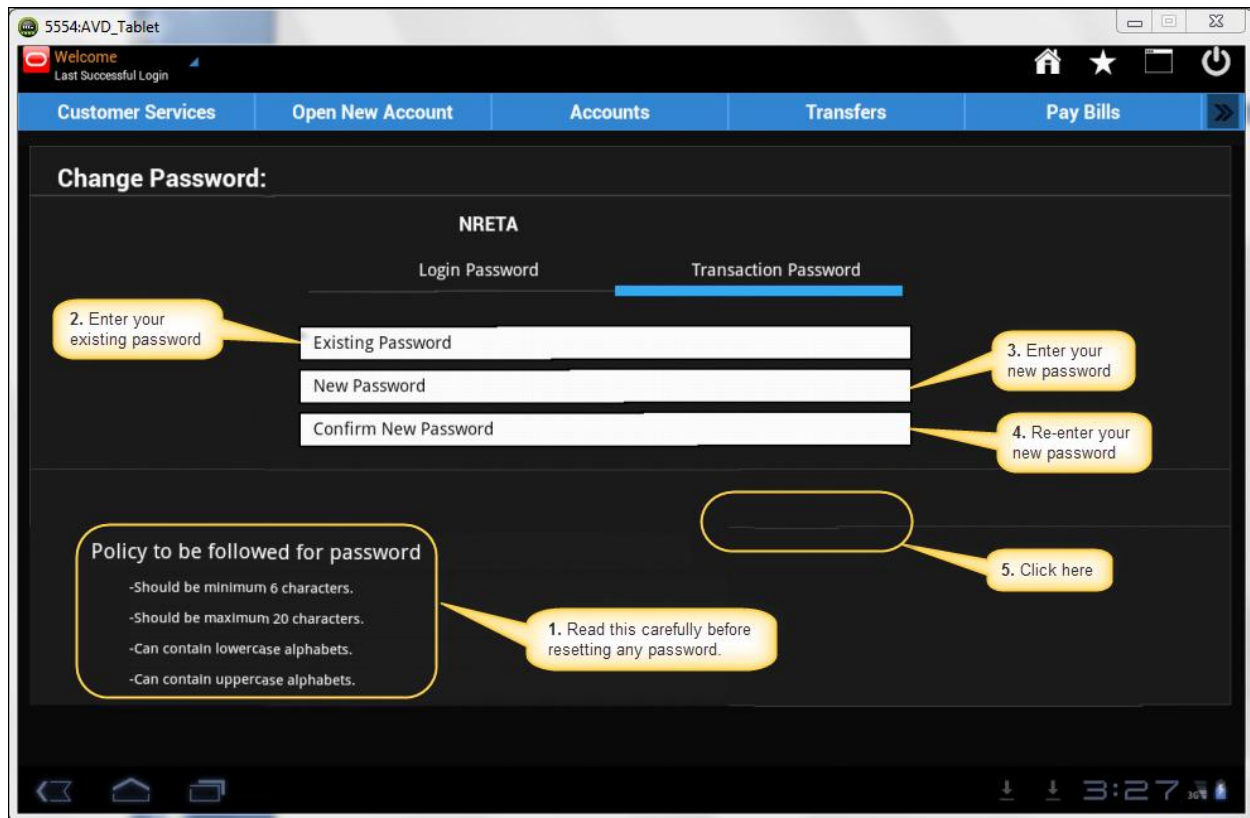 5554:AVD_Tablet
Welcome
Last Successful Login
Customer Services
Open New Account
Accounts
Transfers
Pay Bills
Change Password:
NRETA
Login Password
Transaction Password
2. Enter your
existing password
Existing Password
3. Enter your
new password
New Password
Confirm New Password
4. Re-enter your
new password
Policy to be followed for password
-Should be minimum 6 characters.
-Should be maximum 20 characters.
-Can contain lowercase alphabets.
-Can contain uppercase alphabets.
5. Click here
1. Read this carefully before
resetting any password.
3:27
3G